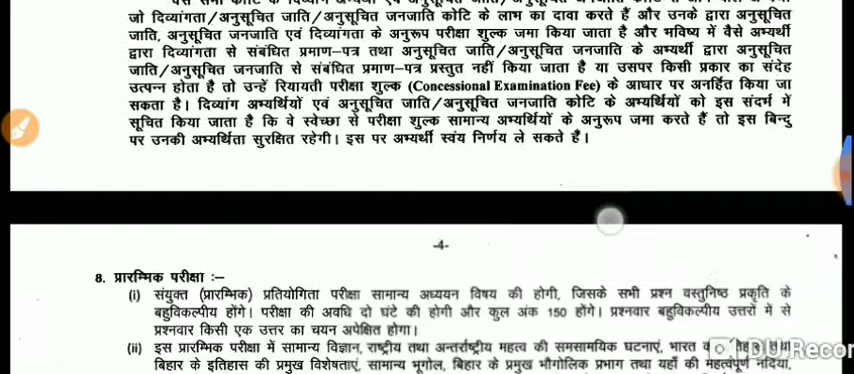 जो दिव्यांगता/अनुसूचित जाति/अनुसूचित जनजाति कोटि के लाभ का दावा करते हैं और उनके द्वारा अनुसूचित
जाति, अनुसूचित जनजाति एवं दिव्यांगता के अनुरूप परीक्षा शुल्क जमा किया जाता है और भविष्य में वैसे अभ्यर्थी
द्वारा दिव्यांगता से संबंधित प्रमाण–पत्र तथा अनुसूचित जाति/अनुसूचित जनजाति के अभ्यर्थी द्वारा अनुसूचित
जाति/अनुसूचित जनजाति से संबंधित प्रमाण–पत्र प्रस्तुत नहीं किया जाता है या उसपर किसी प्रकार का संदेह
उत्पन्न होता है तो उन्हें रियायती परीक्षा शुल्क (Concessional Examination Fee) के आधार पर अनर्हित किया जा
सकता है। दिव्यांग अभ्यर्थियों एवं अनुसूचित जाति/अनुसूचित जनजाति कोटि के अभ्यर्थियों को इस संदर्भ में
सूचित किया जाता है कि वे स्वेच्छा से परीक्षा शुल्क सामान्य अभ्यर्थियों के अनुरूप जमा करते हैं तो इस बिन्दु
पर उनकी अभ्यर्थिता सुरक्षित रहेगी। इस पर अभ्यर्थी स्वंय निर्णय ले सकते हैं।
-4-
8. प्रारम्भिक परीक्षा :–
(i) संयुक्त (प्रारम्भिक) प्रतियोगिता परीक्षा सामान्य अध्ययन विषय की होगी, जिसके सभी प्रश्न वस्तुनिष्ठ प्रकृति के
बहुविकल्पीय होंगे। परीक्षा की अवधि दो घंटे की होगी और कुल अंक 150 होंगे। प्रश्नवार बहुविकल्पीय उत्तरों में से
प्रश्नवार किसी एक उत्तर का चयन अपेक्षित होगा।
(ii) इस प्रारम्भिक परीक्षा में सामान्य विज्ञान, राष्ट्रीय तथा अन्तर्राष्ट्रीय महत्व की समसामयिक घटनाएं, भारत तथा
DU Recor
बिहार के इतिहास की प्रमुख विशेषताएं, सामान्य भूगोल, बिहार के प्रमुख भौगोलिक प्रभाग तथा यहाँ की महत्वपूर्ण नदियां,